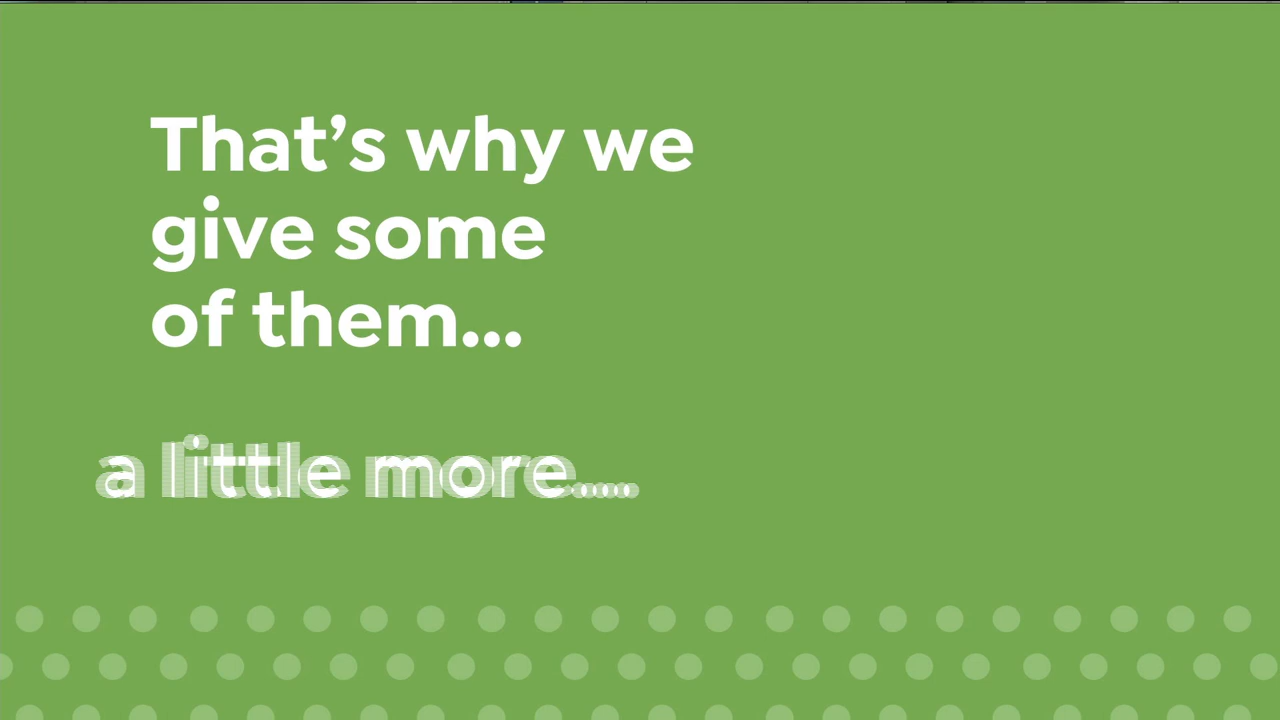 That’s why we
give some
of them...
a little more...